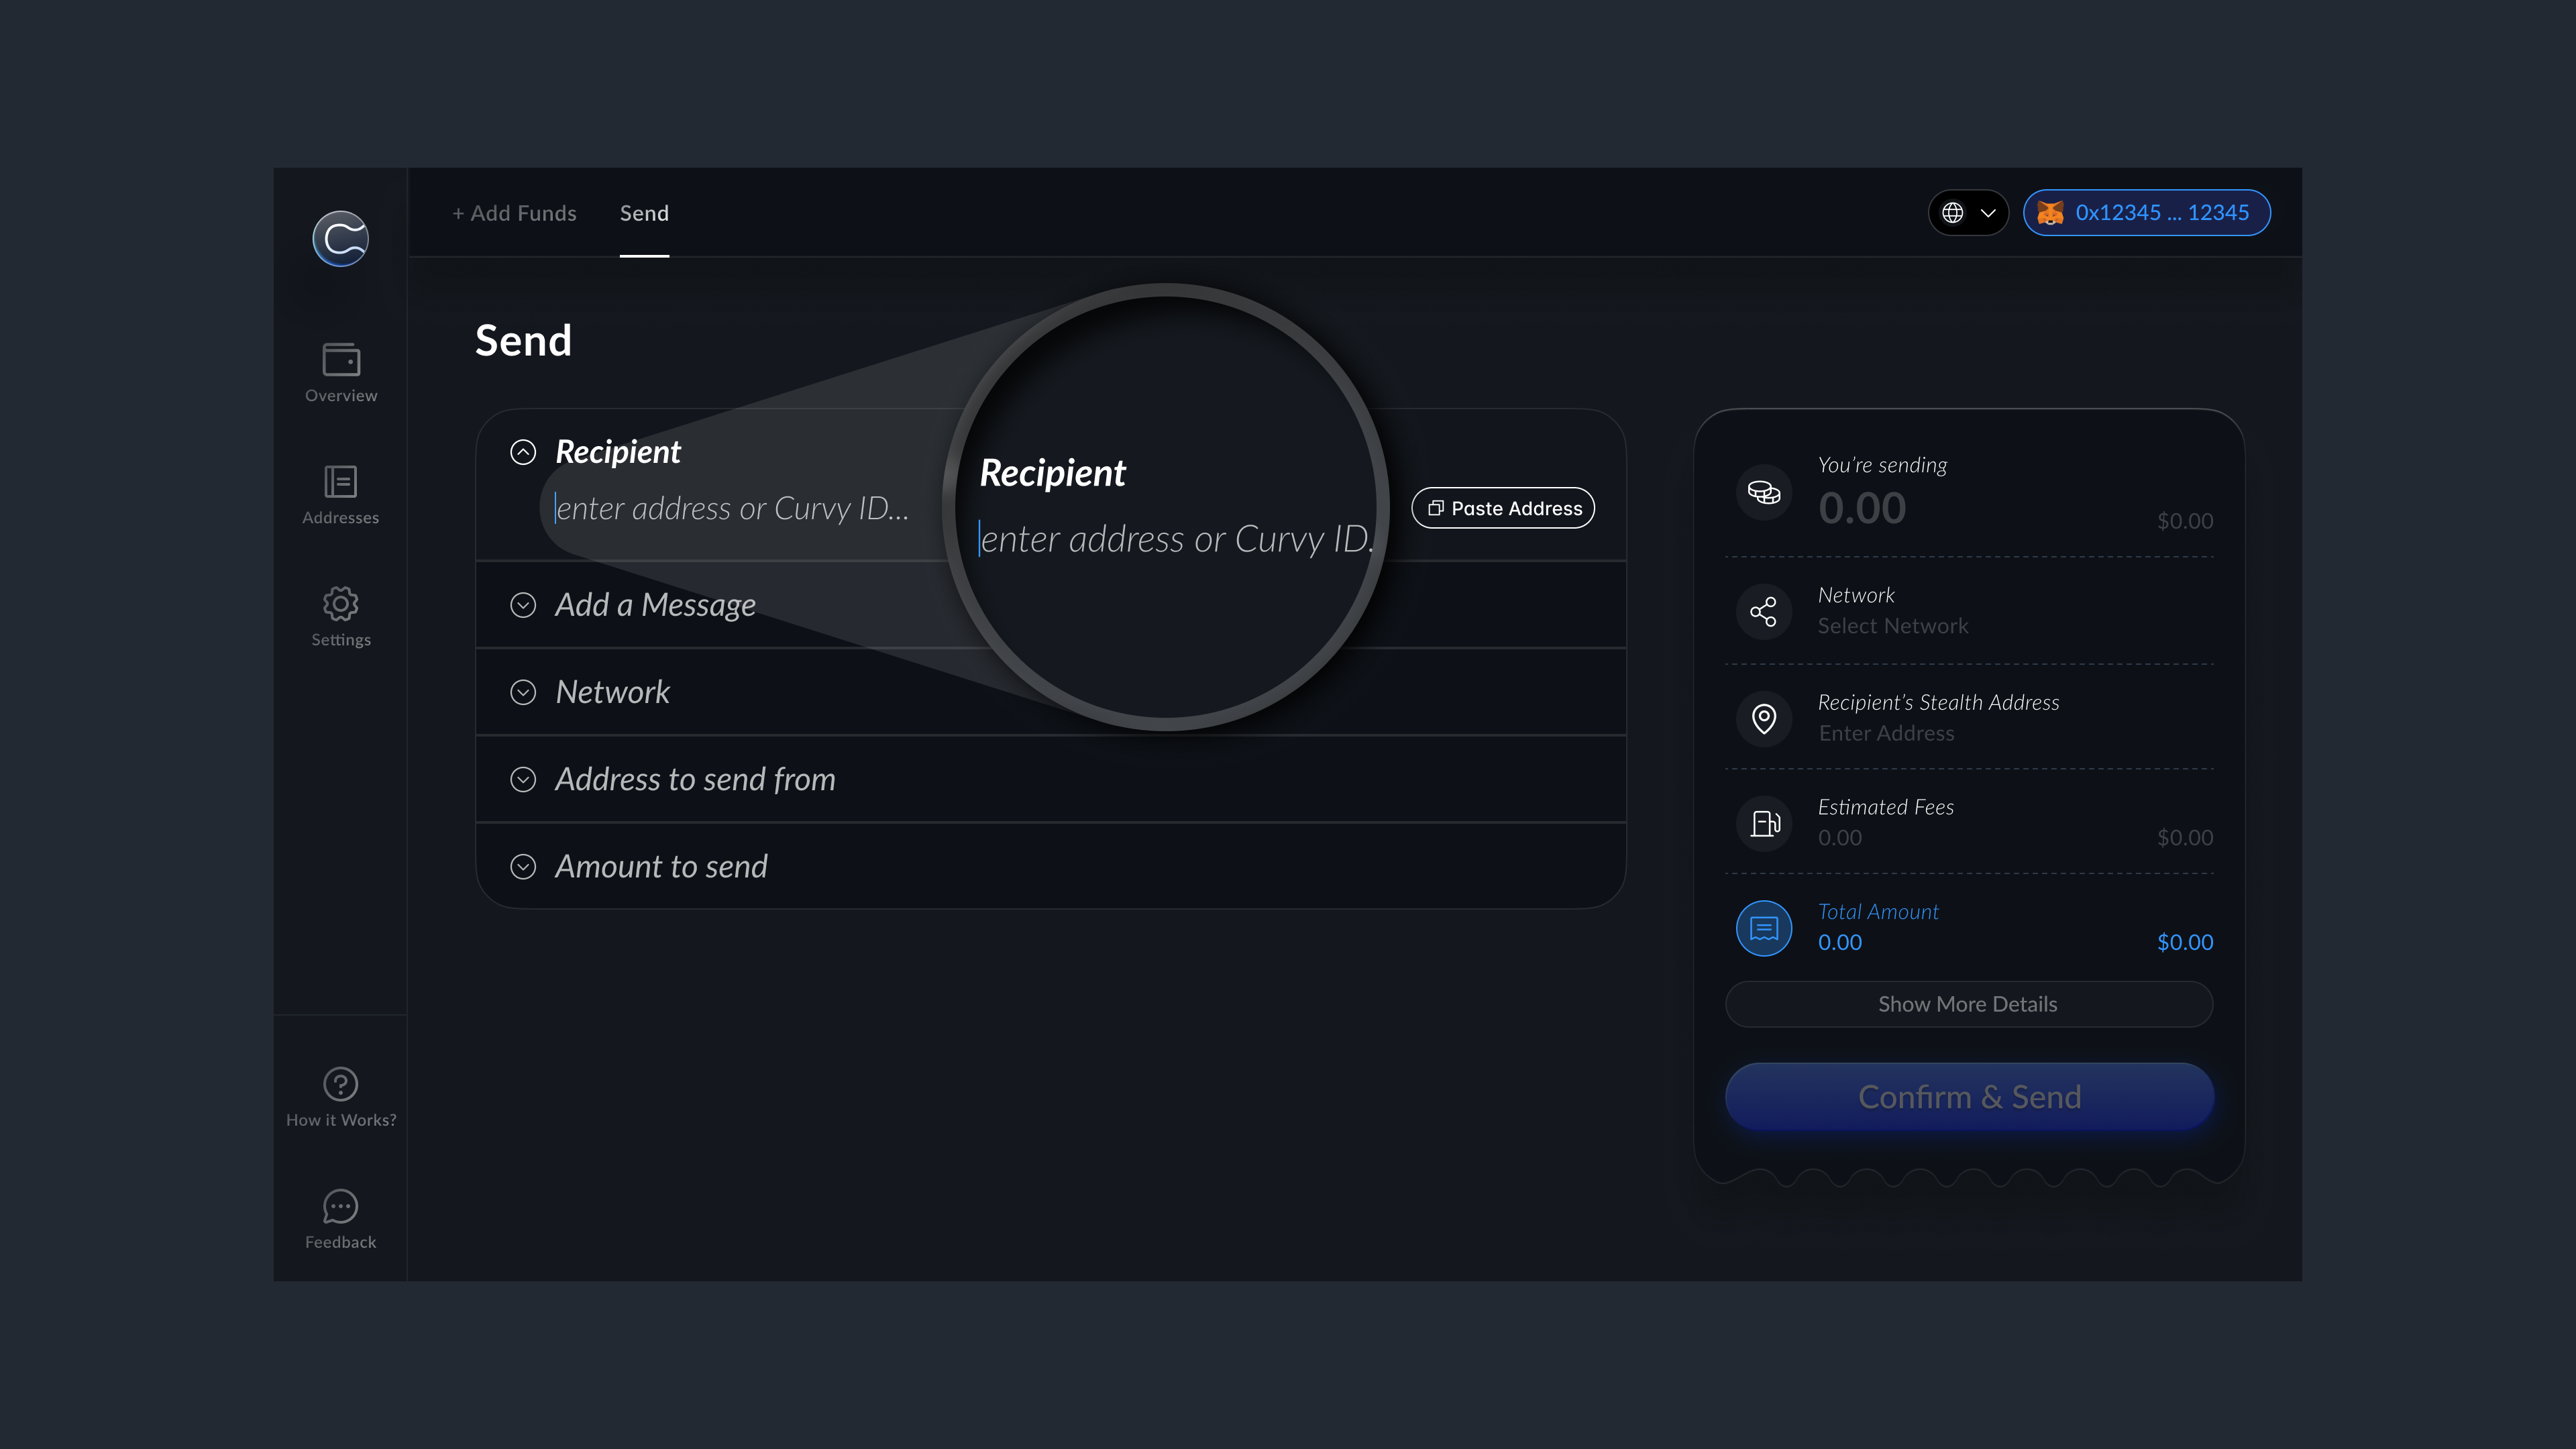 + Add Funds
Send
0x12345 ... 12345
Overview
Addresses
Settings
How it Works?
Feedback
Send
Recipient
enter address or Curvy ID...
Recipient
enter address or Curvy ID.
Paste Address
Add a Message
Network
Address to send from
Amount to send
You're sending
0.00
$0.00
Network
Select Network
Recipient's Stealth Address
Enter Address
Estimated Fees
0.00
$0.00
Total Amount
0.00
$0.00
Show More Details
Confirm & Send